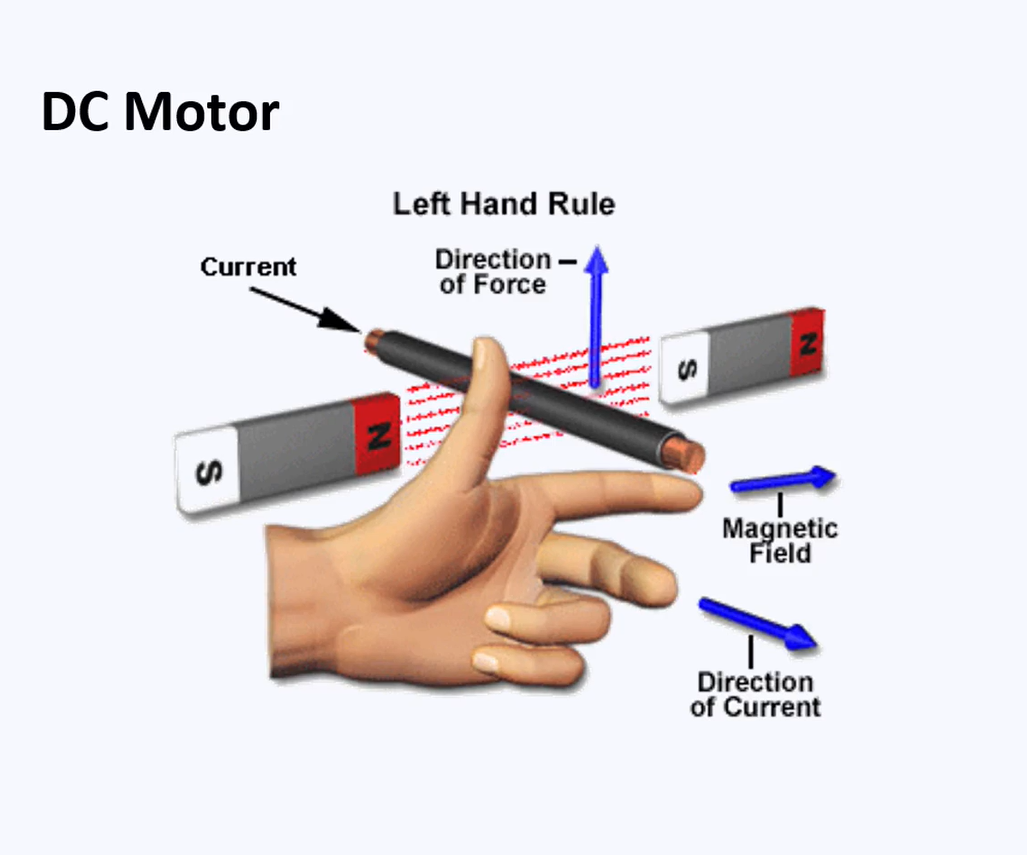 DC Motor
Left Hand Rule
Current
Direction
of Force
S
N
N
S
Magnetic
Field
Direction
of Current